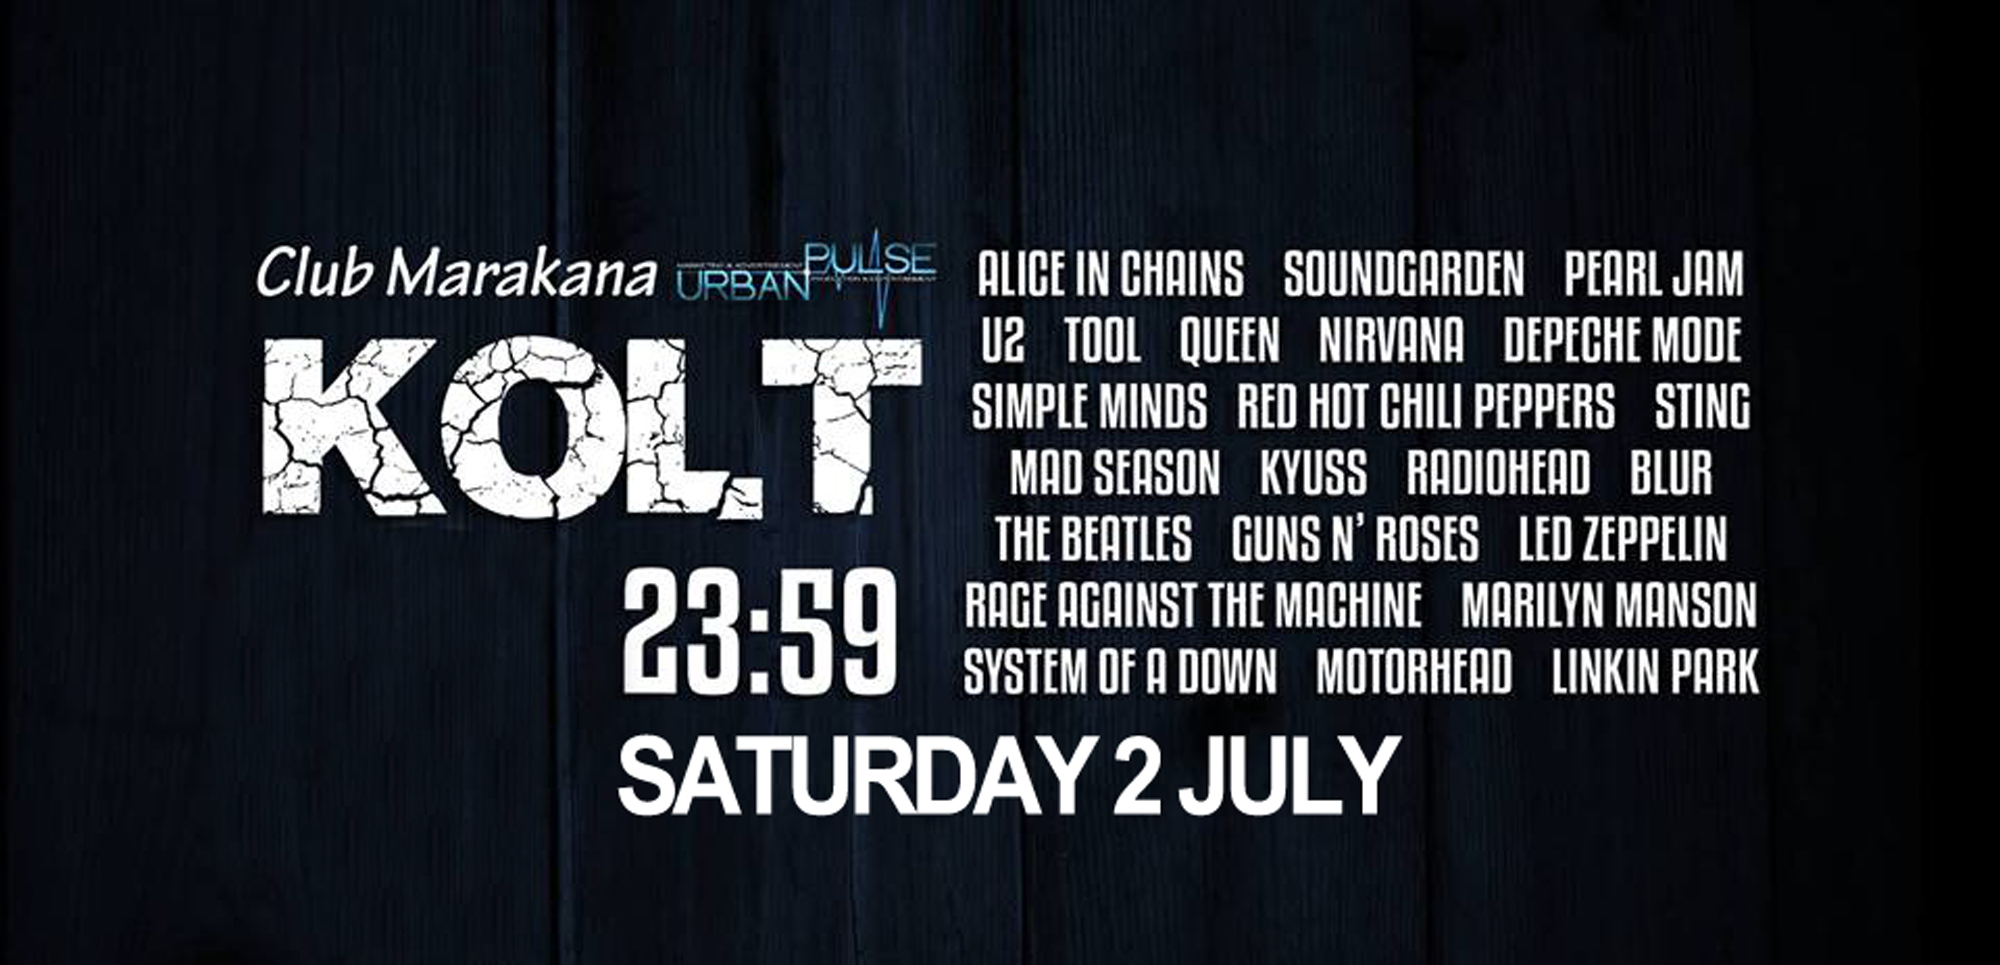 Club Marakana
URBAN PULSE
KOLT
23:59
ALICE IN CHAINS SOUNDGARDEN PEARL JAM
U2 TOOL QUEEN NIRVANA DEPECHE MODE
SIMPLE MINDS RED HOT CHILI PEPPERS STING
MAD SEASON KYUSS RADIOHEAD BLUR
THE BEATLES GUNS N' ROSES LED ZEPPELIN
RAGE AGAINST THE MACHINE MARILYN MANSON
SYSTEM OF A DOWN MOTORHEAD LINKIN PARK
SATURDAY 2 JULY